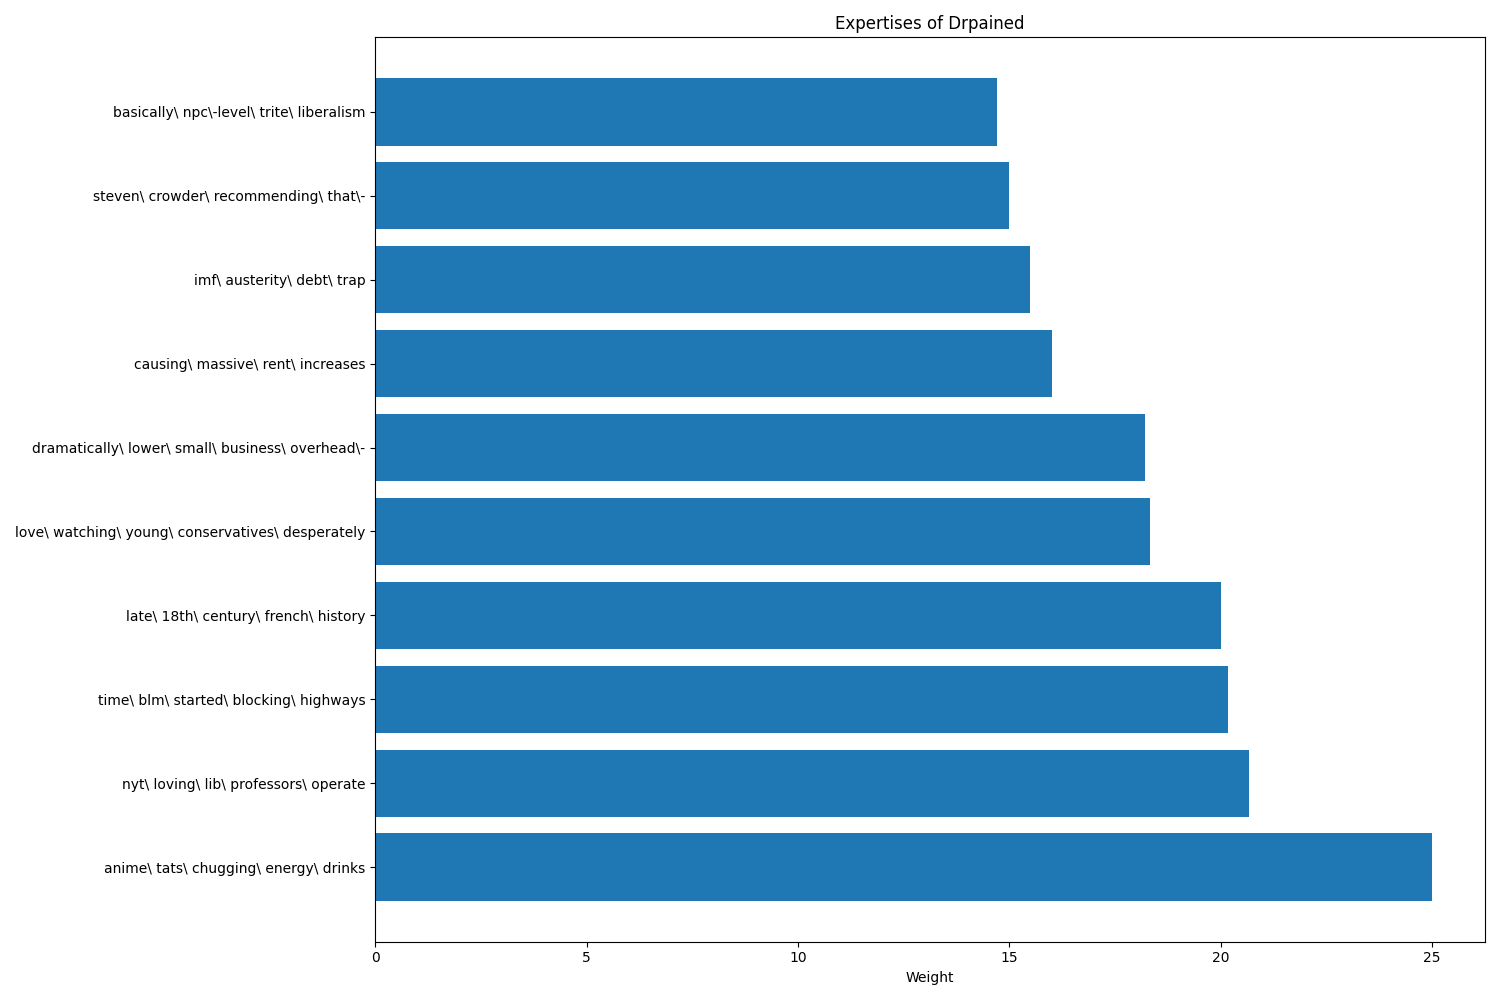 Expertises of Drpained
basically\ npc\-level\ trite\ liberalism
steven\ crowder\ recommending\ that\-
imf\ austerity\ debt\ trap
causing\ massive\ rent\ increases
dramatically\ lower\ small\ business\ overhead\-
love\ watching\ young\ conservatives\ desperately
late\ 18th\ century\ french\ history
time\ blm\ started\ blocking\ highways
nyt\ loving\ lib\ professors\ operate
anime\ tats\ chugging\ energy\ drinks
0 5 10 15 20 25
Weight